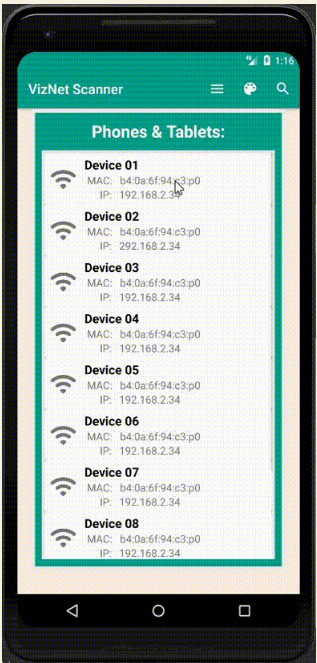 1:16
VizNet Scanner
Phones & Tablets:
Device 01
MAC: b4:0a:6f:94:c3:p0
IP: 192.168.2.34
Device 02
MAC: b4:0a:6f:94:c3:p0
IP: 292.168.2.34
Device 03
MAC: b4:0a:6f:94:c3:p0
IP: 192.168.2.34
Device 04
MAC: b4:0a:6f:94:c3:p0
IP: 192.168.2.34
Device 05
MAC: b4:0a:6f:94:c3:p0
IP: 192.168.2.34
Device 06
MAC: b4:0a:6f:94:c3:p0
IP: 192.168.2.34
Device 07
MAC: b4:0a:6f:94:c3:p0
IP: 192.168.2.34
Device 08
MAC: b4:0a:6f:94:c3:p0
IP: 192.168.2.34